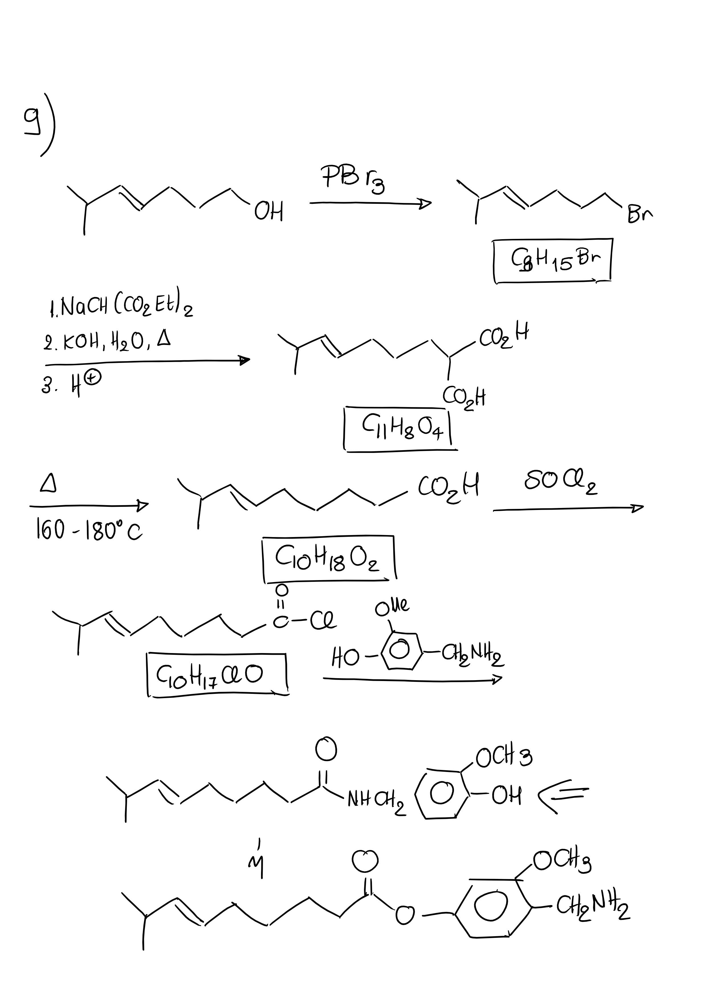 9)
PBr3
OH
Br
C8H15Br
1. NaCH(CO2Et)2
2. KOH, H2O, Δ
3. H⊕
CO2H
CO2H
C11H8O4
Δ
160-180°C
CO2H
SOCl2
C10H18O2
O
C-Cl
OMe
HO
CH2NH2
C10H17ClO
O
NHCH2
OCH3
OH
ή
O
O
OCH3
CH2NH2